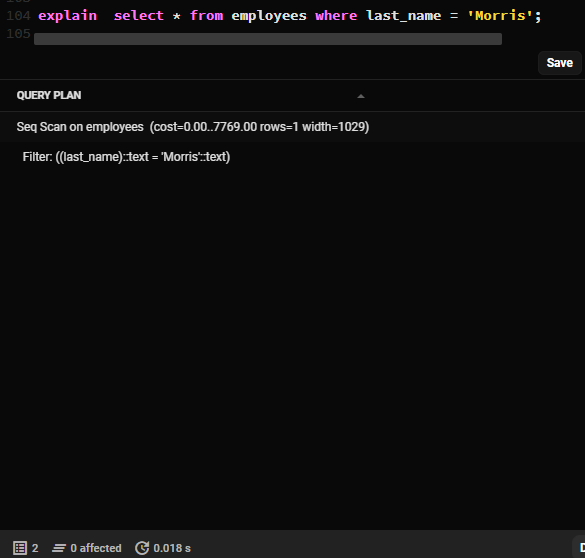 104 explain  select * from employees where last_name = 'Morris';
105
Save
QUERY PLAN
Seq Scan on employees  (cost=0.00..7769.00 rows=1 width=1029)
Filter: ((last_name)::text = 'Morris'::text)
2 0 affected 0.018 s